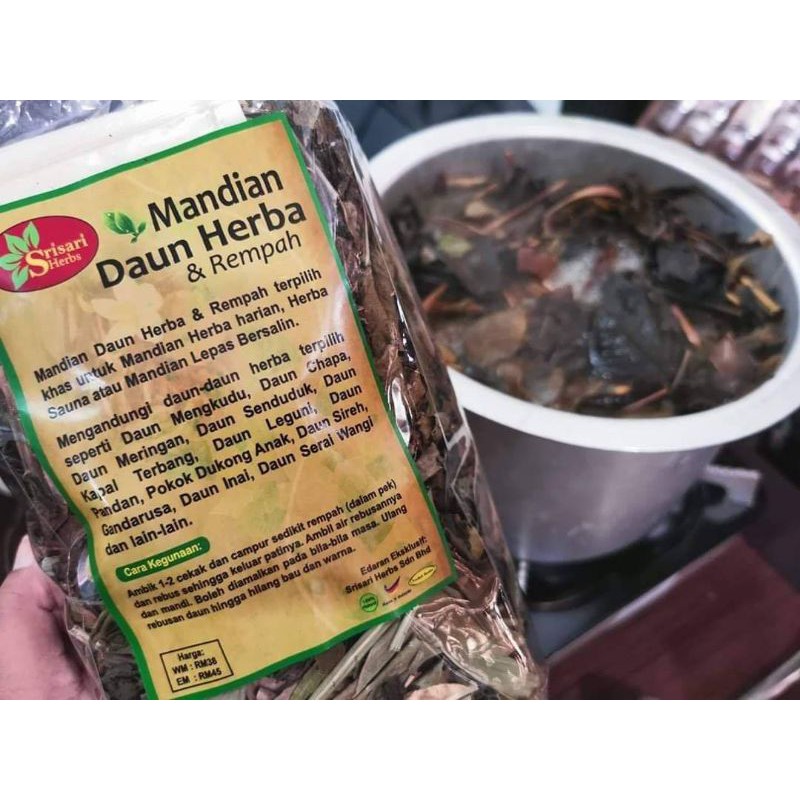 Srisari
Herbs
Mandian
Daun Herba
& Rempah
Mandian Daun Herba & Rempah terpilih
khas untuk Mandian Herba harian, Herba
Sauna atau Mandian Lepas Bersalin.
Mengandungi daun-daun herba terpilih
seperti Daun Mengkudu, Daun Chapa,
Daun Meringan, Daun Senduduk, Daun
Kapal Terbang, Daun Leguni, Daun
Pandan, Pokok Dukong Anak, Daun Sireh,
Gandarusa, Daun Inai, Daun Serai Wangi
dan lain-lain.
Cara Kegunaan:
Ambik 1-2 cekak dan campur sedikit rempah (dalam pek)
dan rebus sehingga keluar patinya. Ambil air rebusannya
dan mandi. Boleh diamalkan pada bila-bila masa. Ulang
rebusan daun hingga hilang bau dan warna.
Edaran Eksklusif:
Srisari Herbs Sdn Bhd
Harga:
WM : RM38
EM : RM45